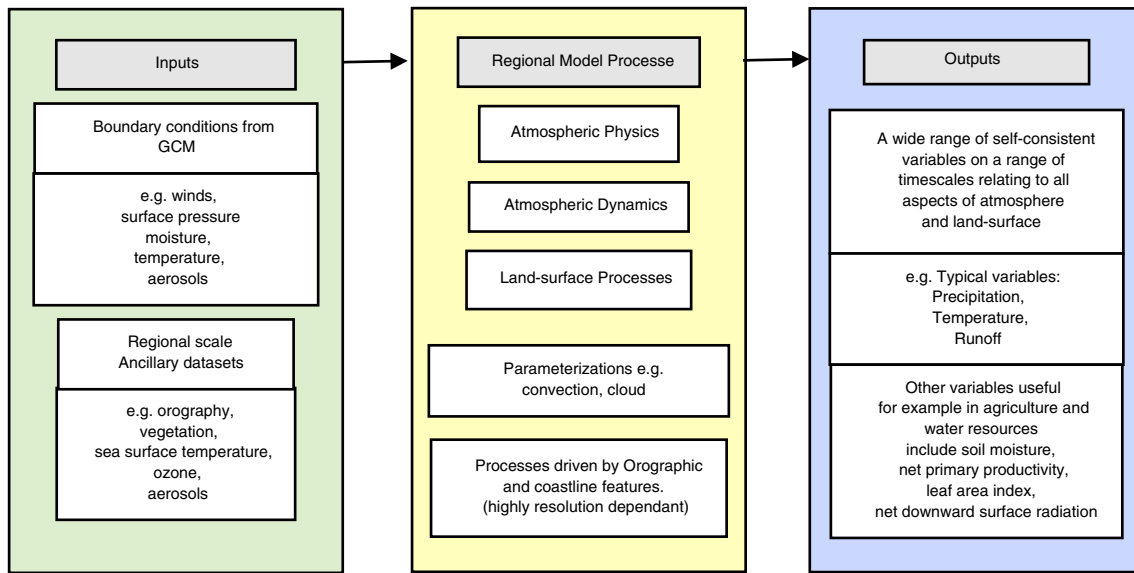 Inputs
Boundary conditions from
GCM
e.g. winds,
surface pressure
moisture,
temperature,
aerosols
Regional scale
Ancillary datasets
e.g. orography,
vegetation,
sea surface temperature,
ozone,
aerosols
Regional Model Processe
Atmospheric Physics
Atmospheric Dynamics
Land-surface Processes
Parameterizations e.g.
convection, cloud
Processes driven by Orographic
and coastline features.
(highly resolution dependant)
Outputs
A wide range of self-consistent
variables on a range of
timescales relating to all
aspects of atmosphere
and land-surface
e.g. Typical variables:
Precipitation,
Temperature,
Runoff
Other variables useful
for example in agriculture and
water resources
include soil moisture,
net primary productivity,
leaf area index,
net downward surface radiation